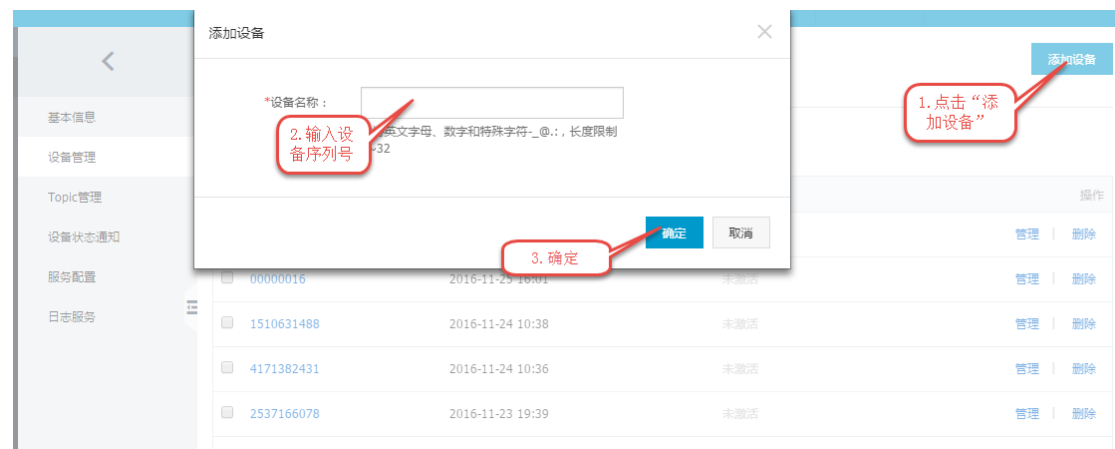 添加设备
添加设备
1.点击“添
加设备”
*设备名称：
2.输入设
备序列号
英文字母、数字和特殊字符-_@.:,长度限制
~32
基本信息
设备管理
Topic管理
设备状态通知
服务配置
日志服务
操作
确定
取消
3.确定
管理 | 删除
00000016 2016-11-25 16:01 未激活 管理 | 删除
1510631488 2016-11-24 10:38 未激活 管理 | 删除
4171382431 2016-11-24 10:36 未激活 管理 | 删除
2537166078 2016-11-23 19:39 未激活 管理 | 删除